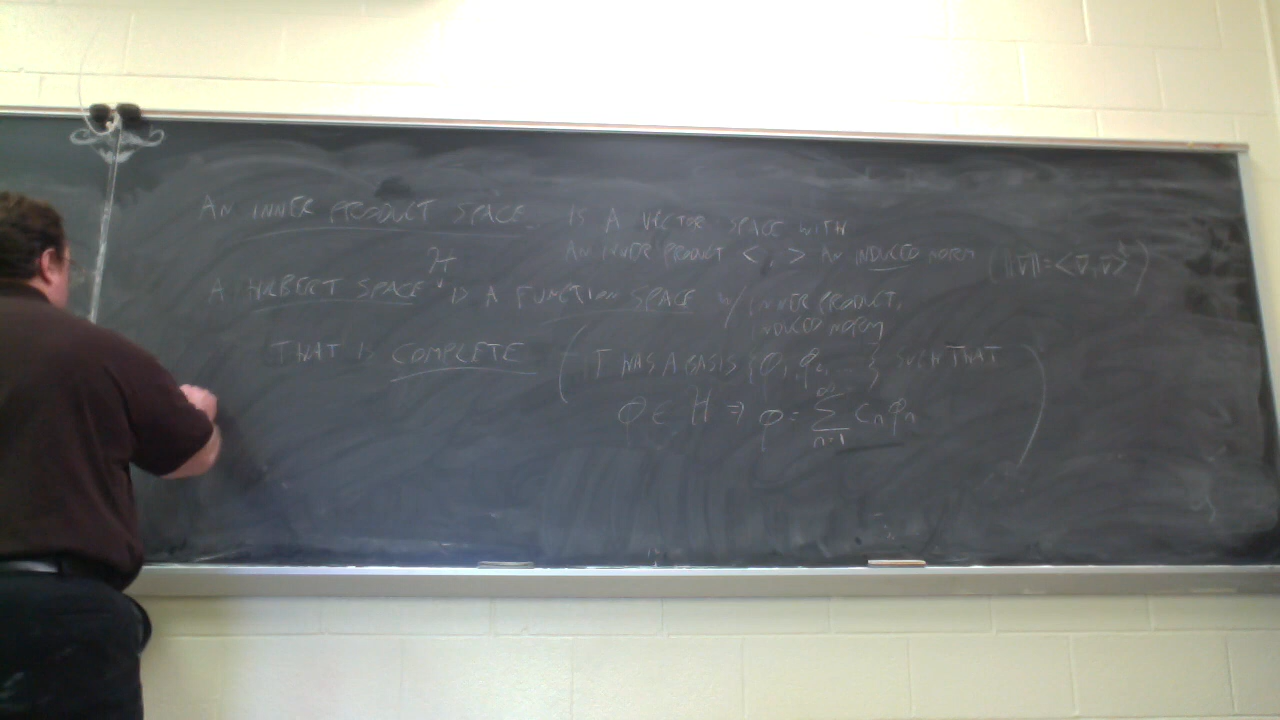 AN INNER PRODUCT SPACE IS A VECTOR SPACE WITH
AN INNER PRODUCT < , > AN INDUCED NORM (‖v̄‖=<v̄,v̄>^½)
H
A HILBERT SPACE IS A FUNCTION SPACE W/ INNER PRODUCT,
INDUCED NORM
THAT IS COMPLETE (IT HAS A BASIS {φ₁,φ₂, ... } SUCH THAT
φ ∈ H ⇒ φ = ∑_{n=1}^∞ cₙφₙ )